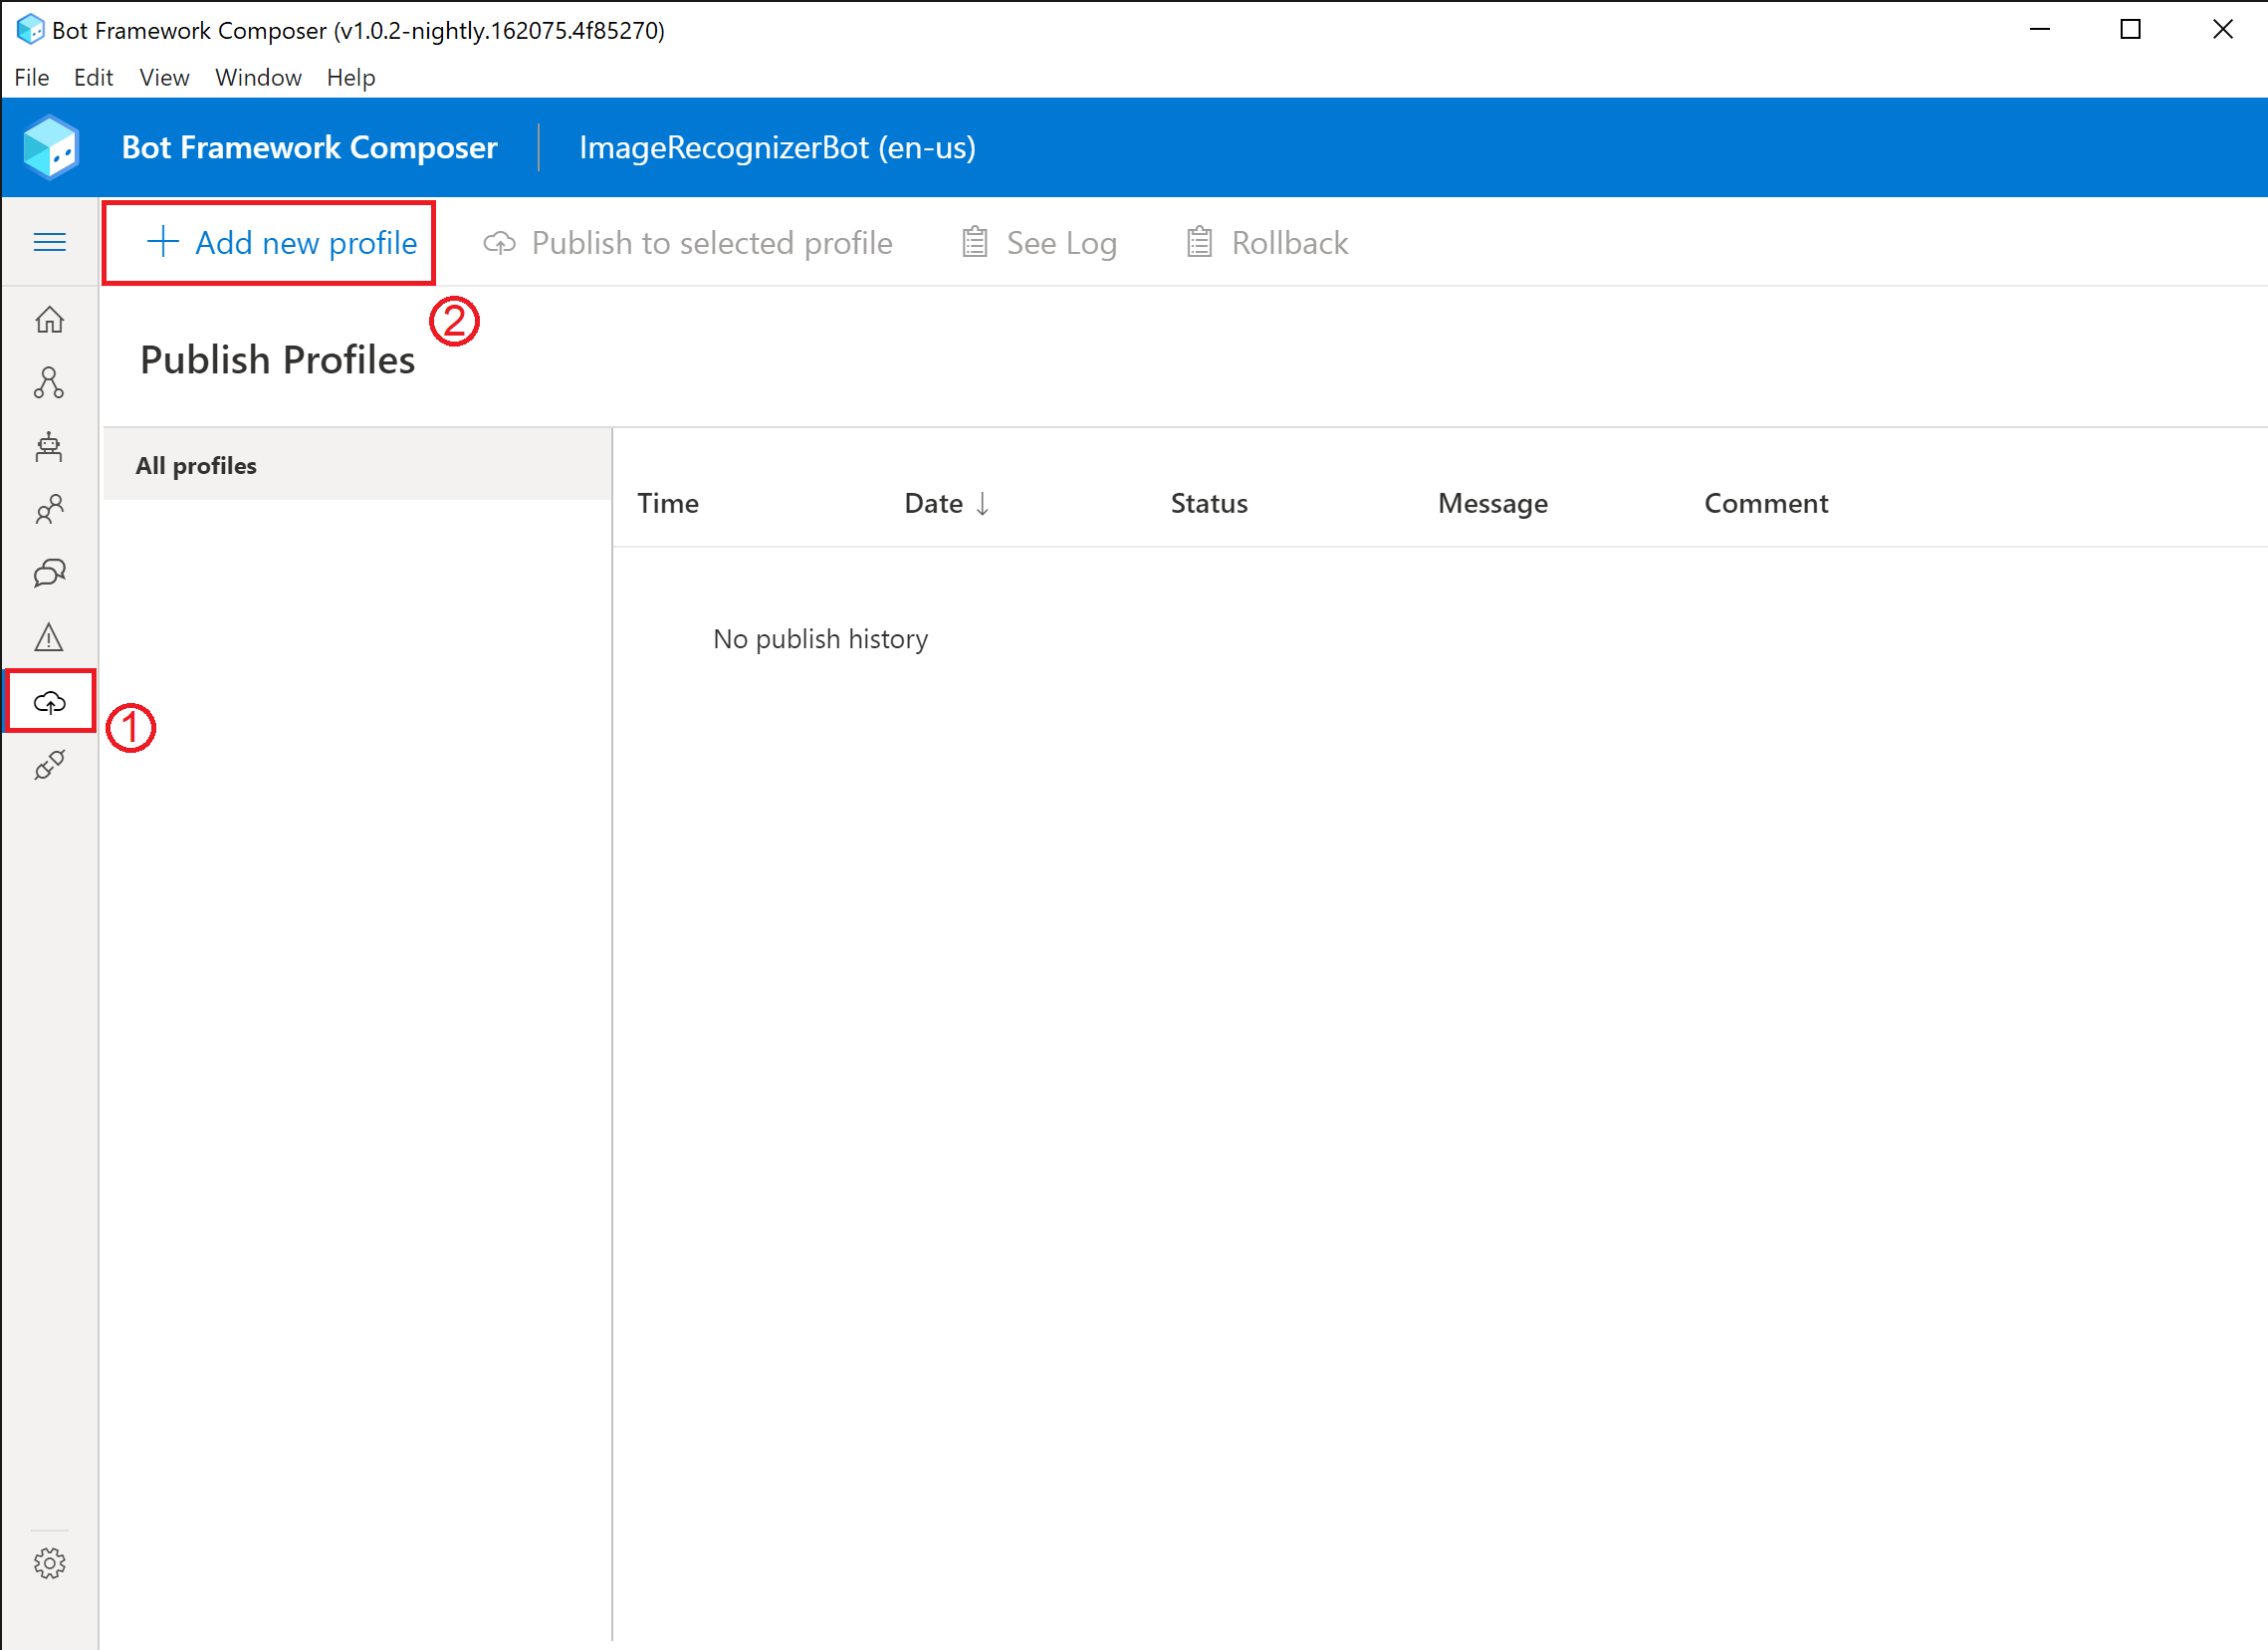 Bot Framework Composer (v1.0.2-nightly.162075.4f85270)
File Edit View Window Help
Bot Framework Composer ImageRecognizerBot (en-us)
Add new profile Publish to selected profile See Log Rollback
2
Publish Profiles
All profiles
Time Date ↓ Status Message Comment
No publish history
1